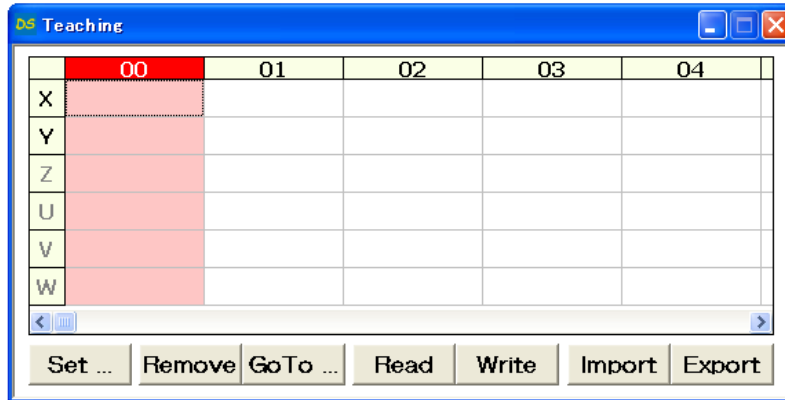 DS Teaching
00 01 02 03 04
X
Y
Z
U
V
W
Set ... Remove GoTo ... Read Write Import Export